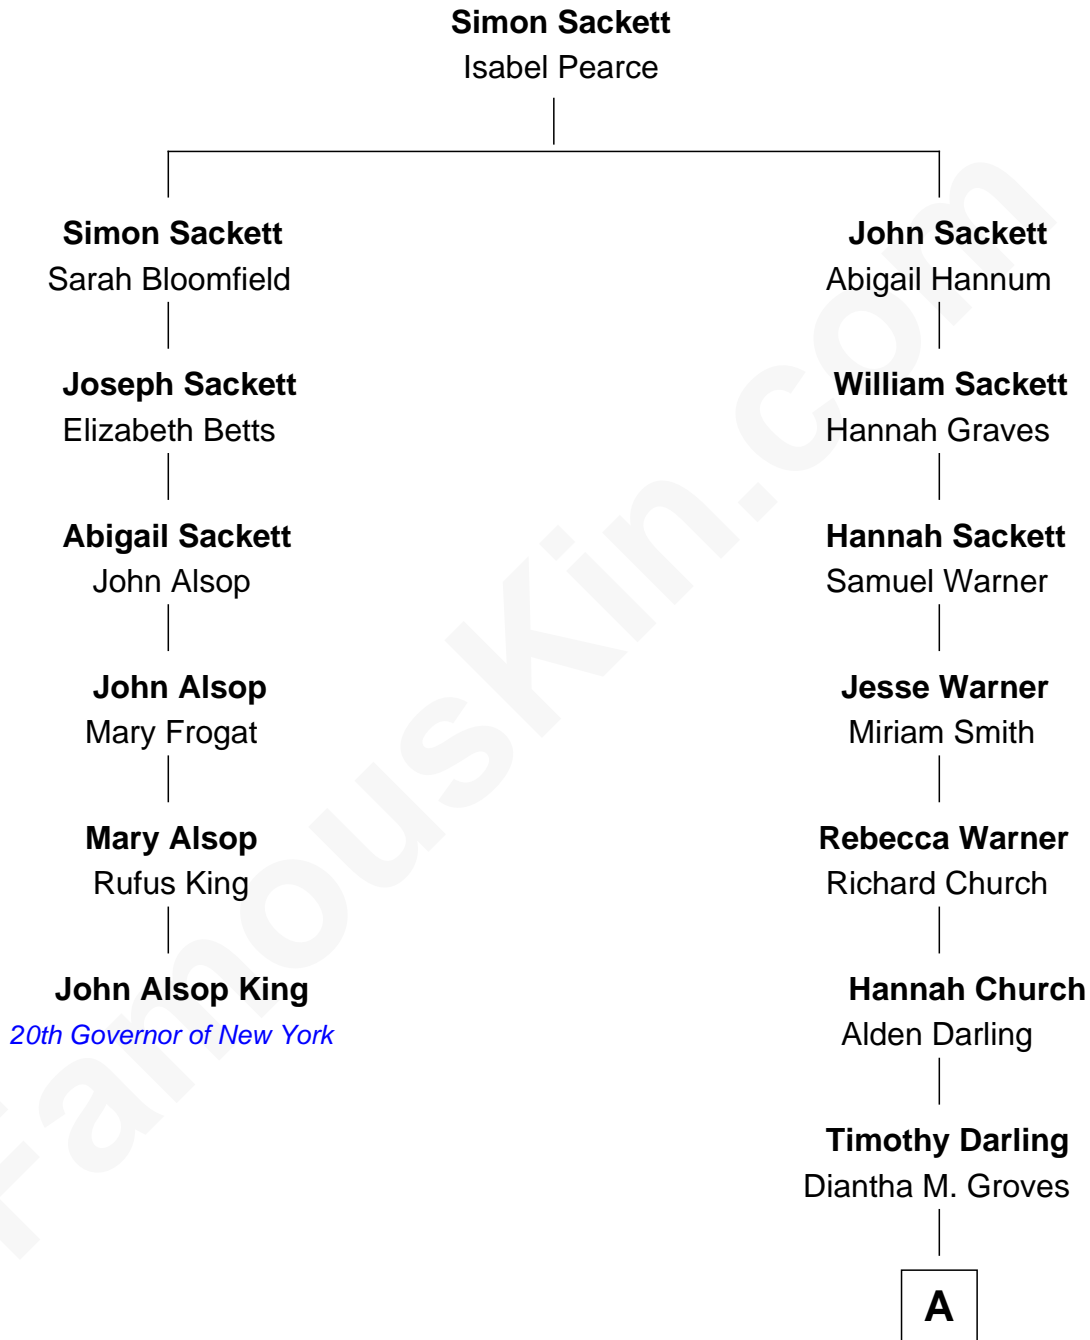 Simon Sackett
Isabel Pearce
Simon Sackett
Sarah Bloomfield
Joseph Sackett
Elizabeth Betts
Abigail Sackett
John Alsop
John Alsop
Mary Frogat
Mary Alsop
Rufus King
John Alsop King
20th Governor of New York
John Sackett
Abigail Hannum
William Sackett
Hannah Graves
Hannah Sackett
Samuel Warner
Jesse Warner
Miriam Smith
Rebecca Warner
Richard Church
Hannah Church
Alden Darling
Timothy Darling
Diantha M. Groves
A
FamousKin.com